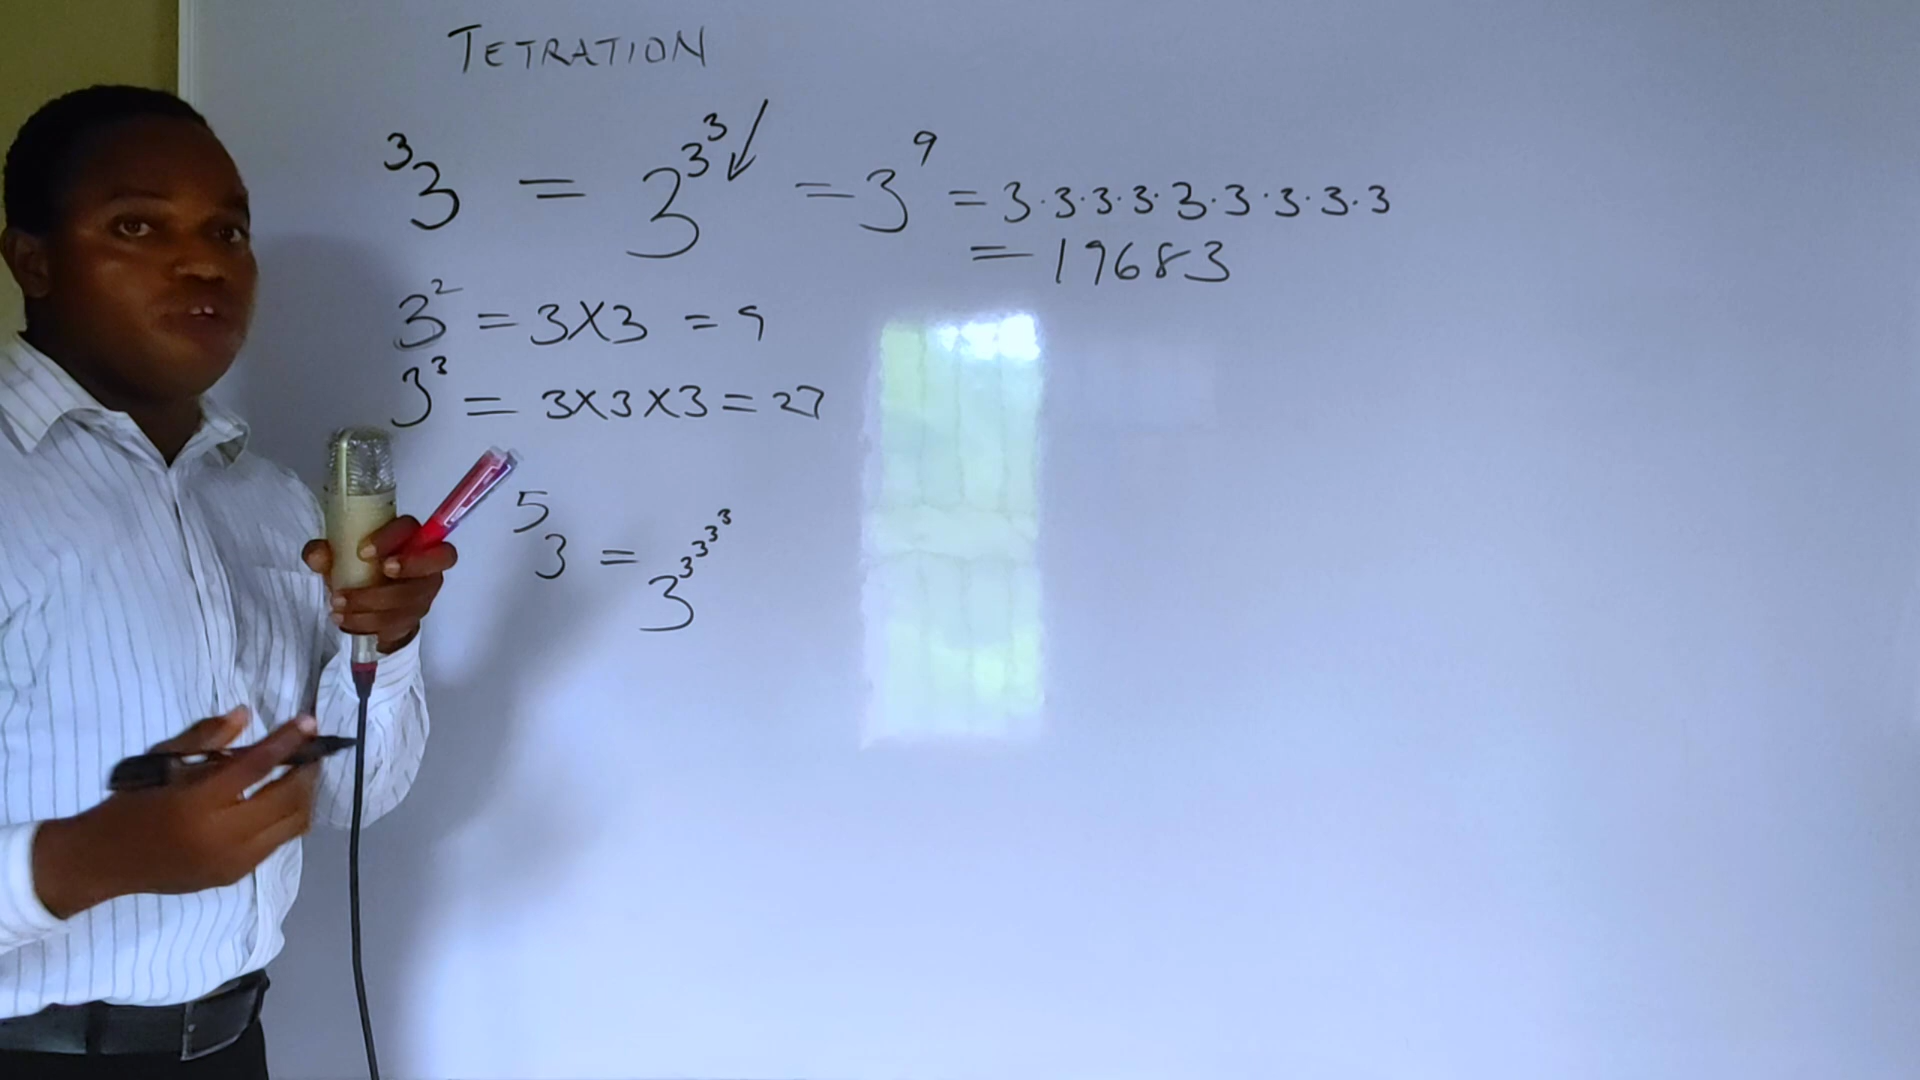 TETRATION
³3 = 3^3^3 = 3^9 = 3·3·3·3·3·3·3·3·3
= 19683
3² = 3X3 = 9
3³ = 3X3X3 = 27
⁵3 = 3^3^3^3^3